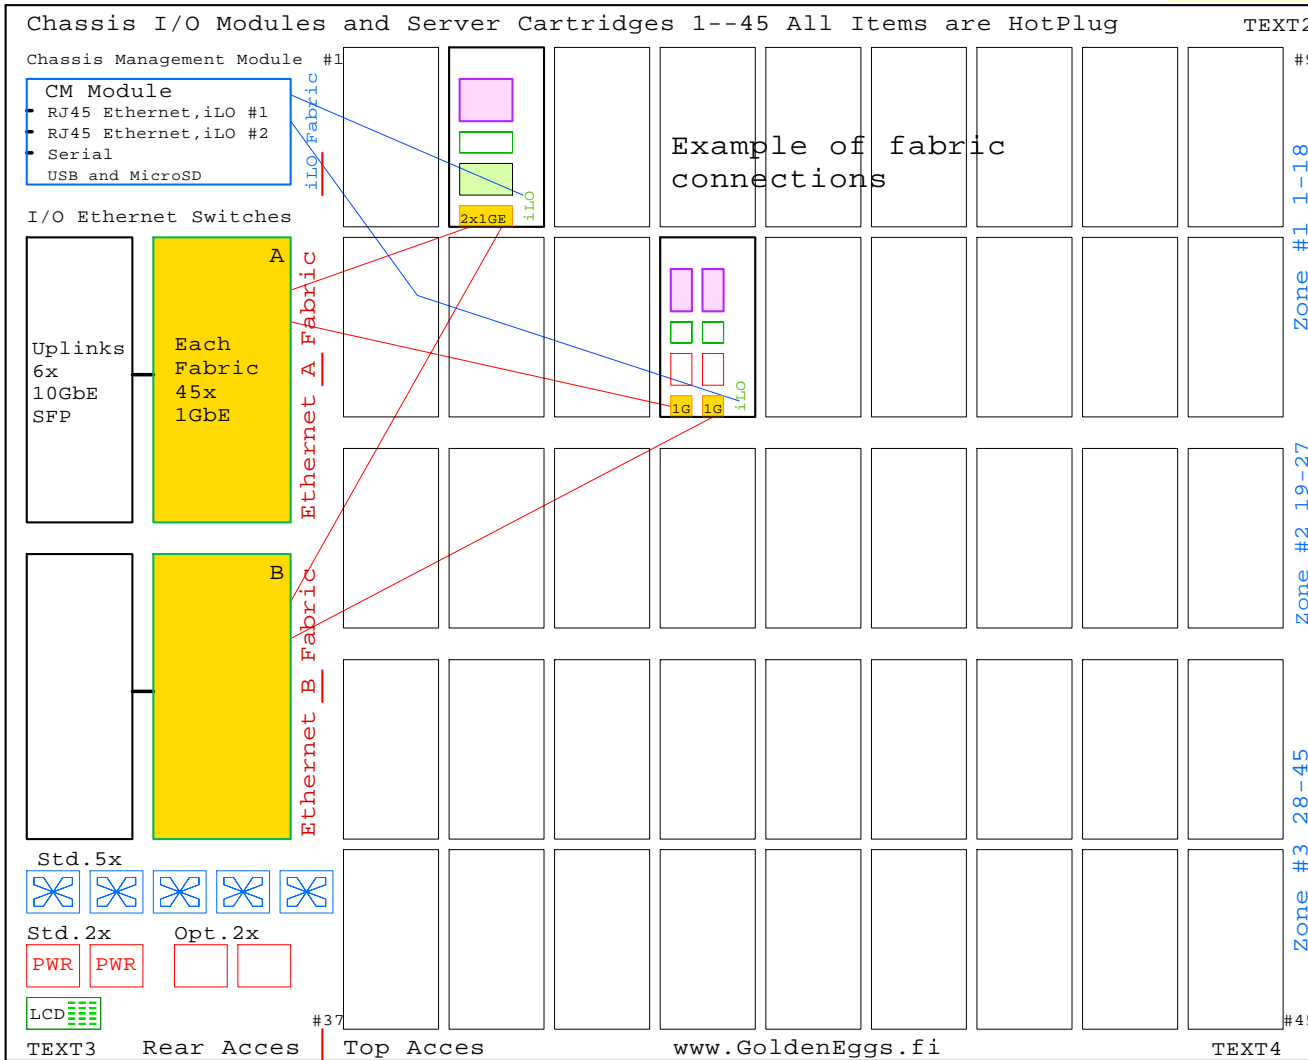 Chassis I/O Modules and Server Cartridges 1--45 All Items are HotPlug
TEXT2
Chassis Management Module #1
#9
CM Module
RJ45 Ethernet,iLO #1
RJ45 Ethernet,iLO #2
Serial
USB and MicroSD
iLO Fabric
2x1GE
iLO
Example of fabric
connections
Zone #1 1-18
I/O Ethernet Switches
A
Uplinks
6x
10GbE
SFP
Each
Fabric
45x
1GbE
Ethernet A Fabric
1G
1G
iLO
Zone #2 19-27
B
Ethernet B Fabric
Zone #3 28-45
Std.5x
Std.2x
Opt.2x
PWR
PWR
LCD
#37
#45
TEXT3
Rear Acces
Top Acces
www.GoldenEggs.fi
TEXT4